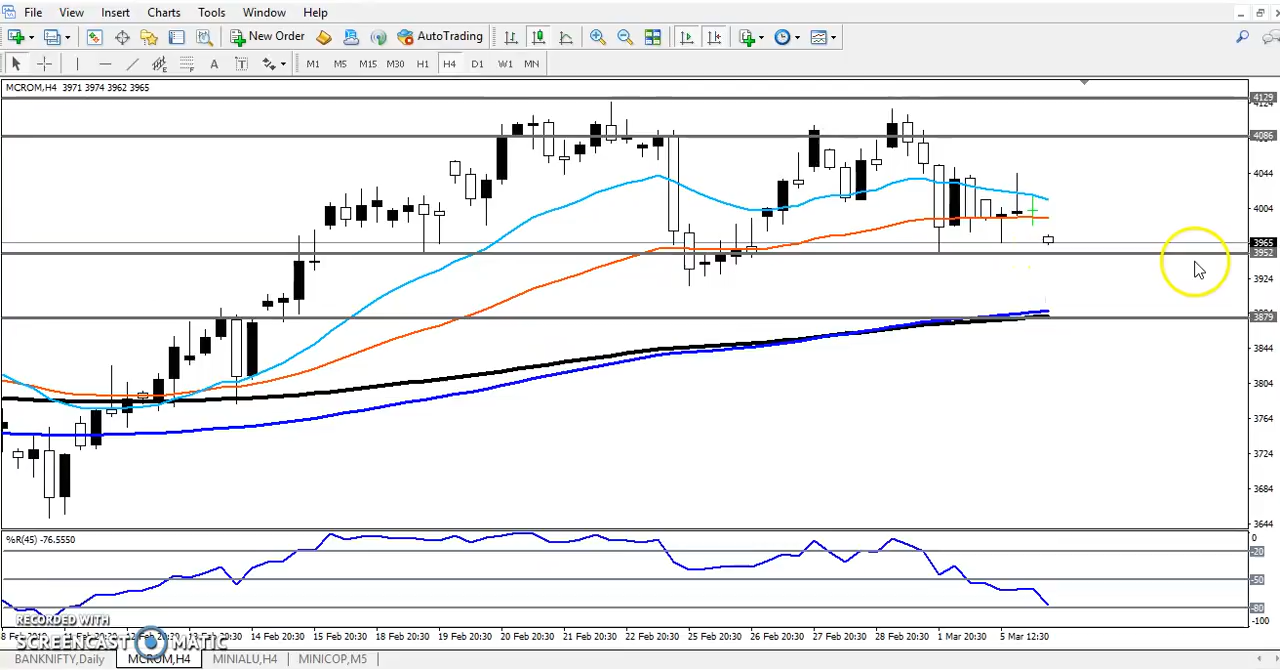 File View Insert Charts Tools Window Help
New Order AutoTrading
A T M1 M5 M15 M30 H1 H4 D1 W1 MN
MCROM,H4 3971 3974 3962 3965
4129
4124
4086
4044
4004
3965
3952
3924
3879
3844
3804
3764
3724
3684
3644
%R(45) -76.5550
0
-20
-50
-80
-100
RECORDED WITH
SCREENCAST MATIC
14 Feb 20:30 15 Feb 20:30 18 Feb 20:30 19 Feb 20:30 20 Feb 20:30 21 Feb 20:30 22 Feb 20:30 25 Feb 20:30 26 Feb 20:30 27 Feb 20:30 28 Feb 20:30 1 Mar 20:30 5 Mar 12:30
BANKNIFTY,Daily MCROM,H4 MINIALU,H4 MINICOP,M5